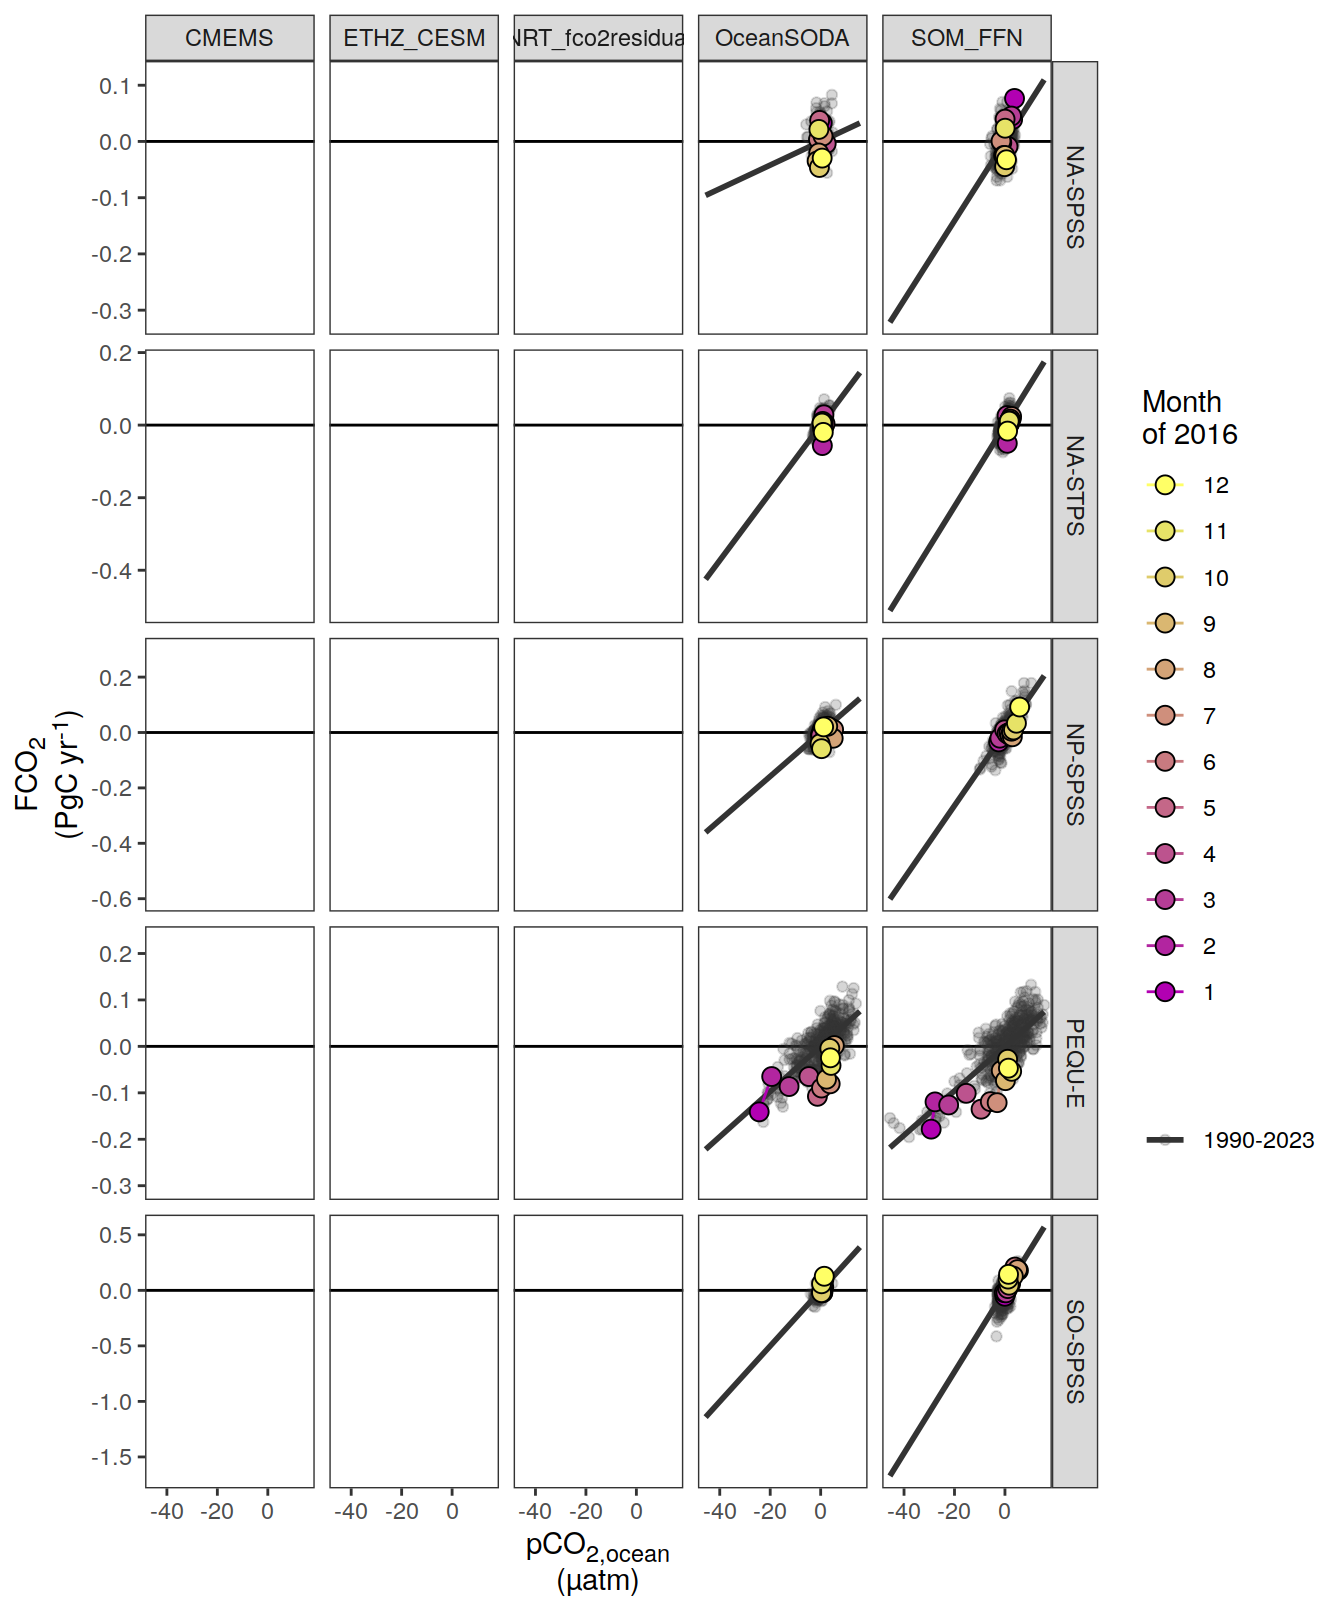 CMEMS ETHZ_CESM NRT_fco2residua OceanSODA SOM_FFN
0.1
0.0
-0.1
-0.2
-0.3
NA-SPSS
0.2
0.0
-0.2
-0.4
NA-STPS
0.2
0.0
-0.2
-0.4
-0.6
NP-SPSS
0.2
0.1
0.0
-0.1
-0.2
-0.3
PEQU-E
0.5
0.0
-0.5
-1.0
-1.5
SO-SPSS
FCO₂
(PgC yr⁻¹)
-40 -20 0 -40 -20 0 -40 -20 0 -40 -20 0 -40 -20 0
pCO₂,ocean
(µatm)
Month
of 2016
12
11
10
9
8
7
6
5
4
3
2
1
1990-2023